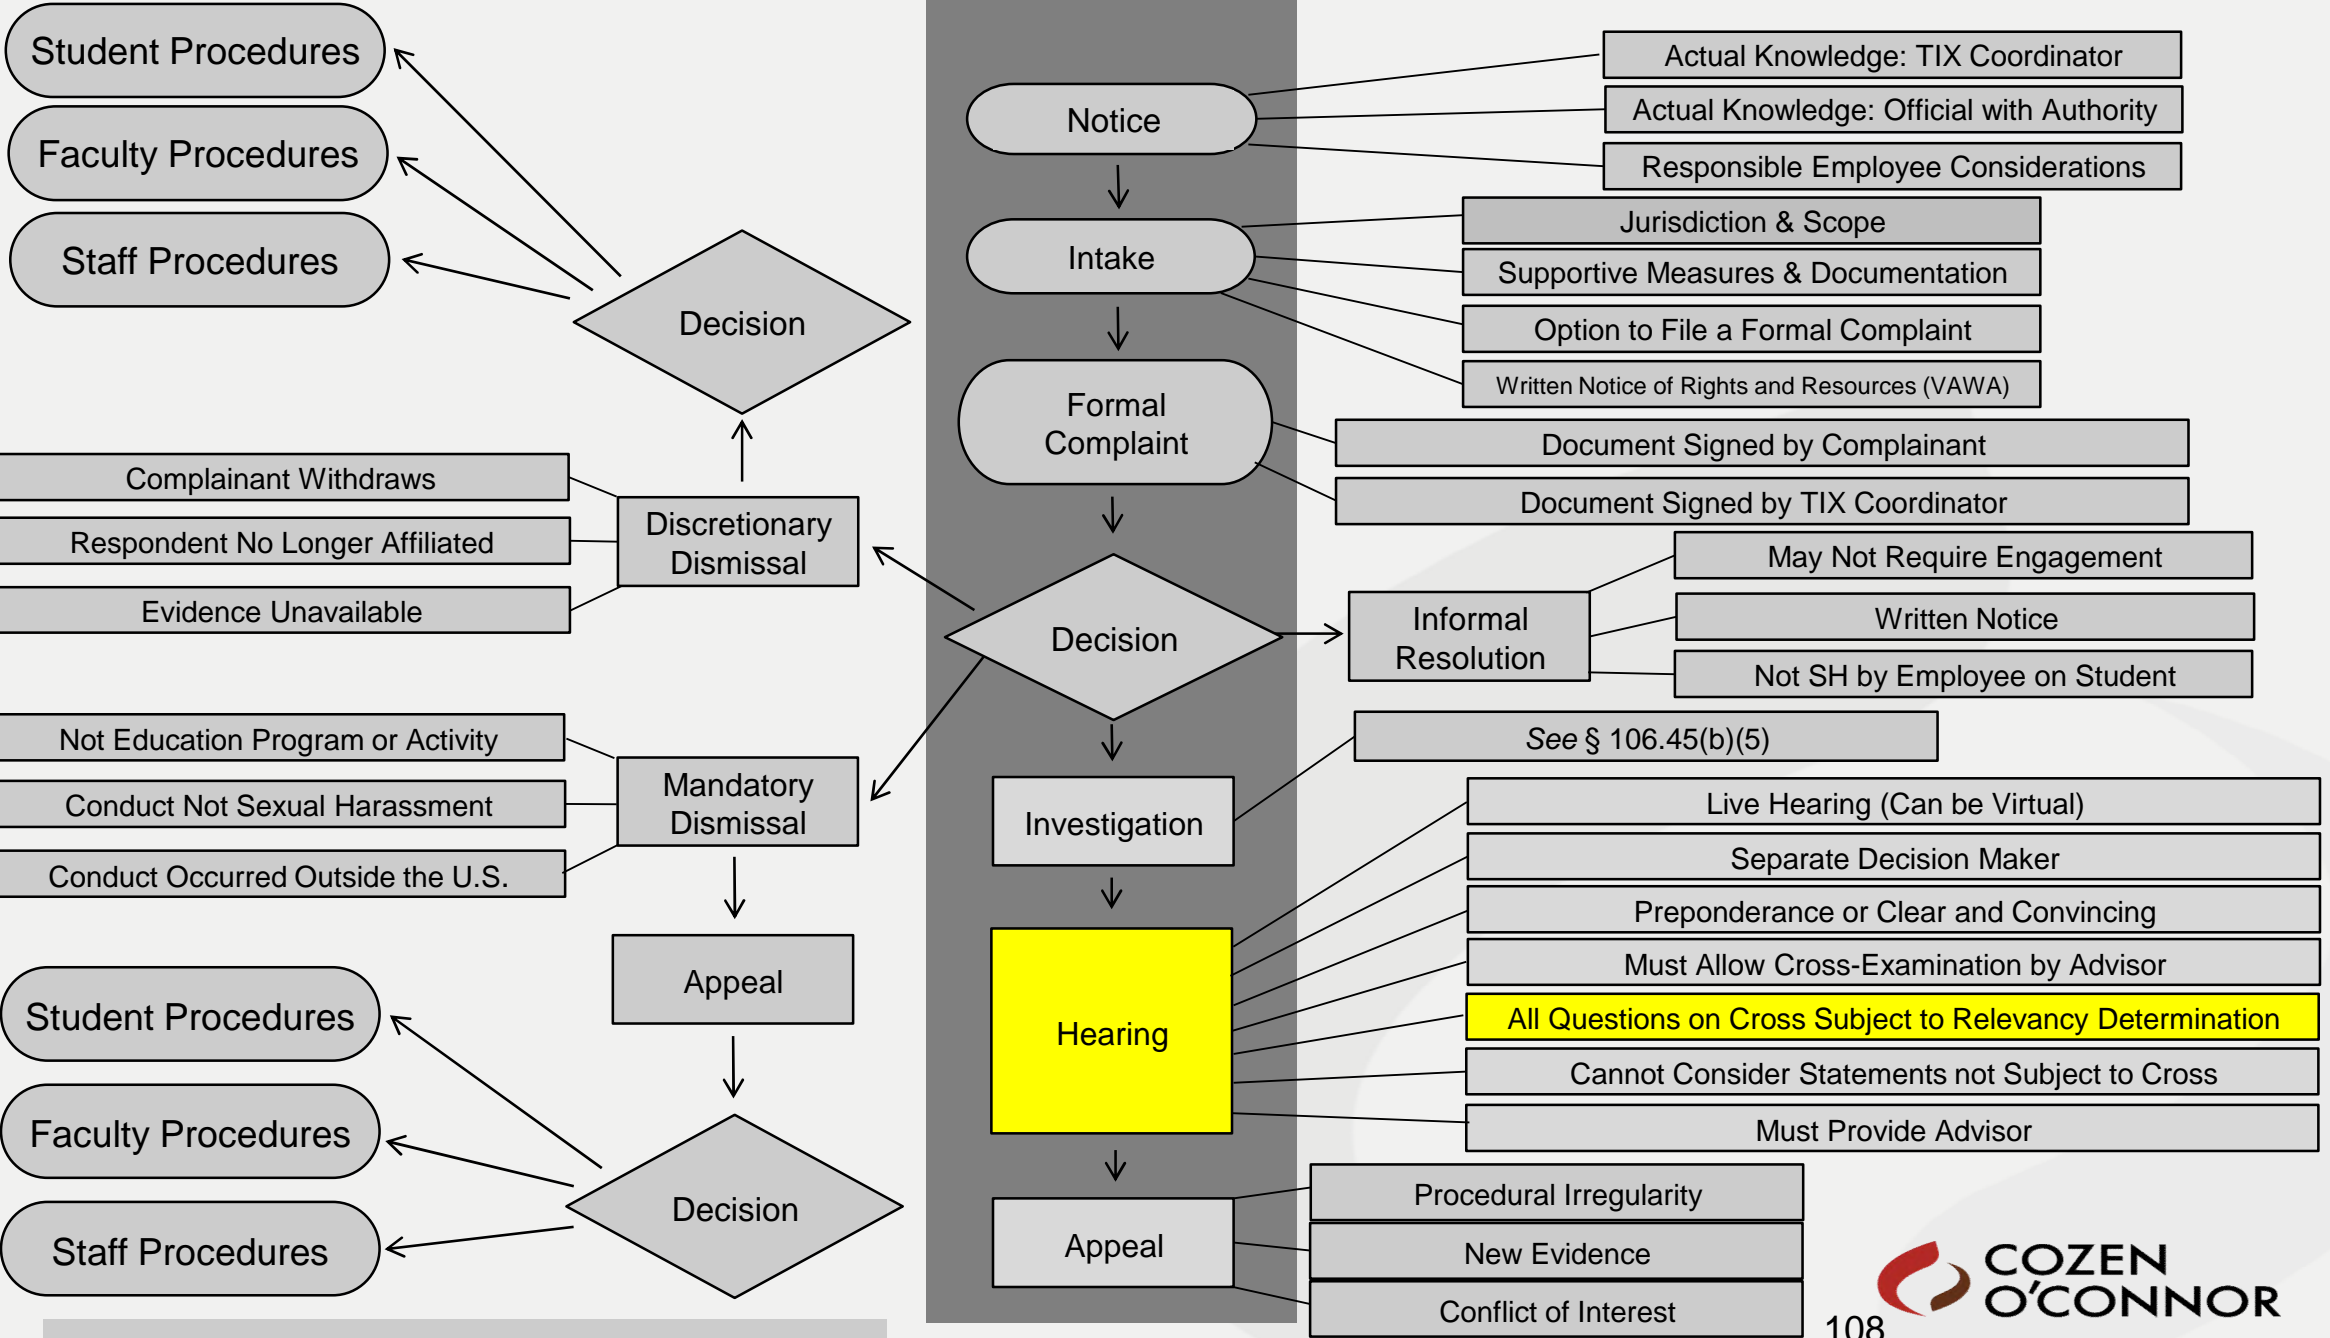 Student Procedures
Faculty Procedures
Staff Procedures
Decision
Complainant Withdraws
Respondent No Longer Affiliated
Evidence Unavailable
Discretionary
Dismissal
Not Education Program or Activity
Conduct Not Sexual Harassment
Conduct Occurred Outside the U.S.
Mandatory
Dismissal
Appeal
Student Procedures
Faculty Procedures
Staff Procedures
Decision
Notice
Intake
Formal
Complaint
Decision
Investigation
Hearing
Appeal
Actual Knowledge: TIX Coordinator
Actual Knowledge: Official with Authority
Responsible Employee Considerations
Jurisdiction & Scope
Supportive Measures & Documentation
Option to File a Formal Complaint
Written Notice of Rights and Resources (VAWA)
Document Signed by Complainant
Document Signed by TIX Coordinator
Informal
Resolution
May Not Require Engagement
Written Notice
Not SH by Employee on Student
See § 106.45(b)(5)
Live Hearing (Can be Virtual)
Separate Decision Maker
Preponderance or Clear and Convincing
Must Allow Cross-Examination by Advisor
All Questions on Cross Subject to Relevancy Determination
Cannot Consider Statements not Subject to Cross
Must Provide Advisor
Procedural Irregularity
New Evidence
Conflict of Interest
COZEN
O'CONNOR
108